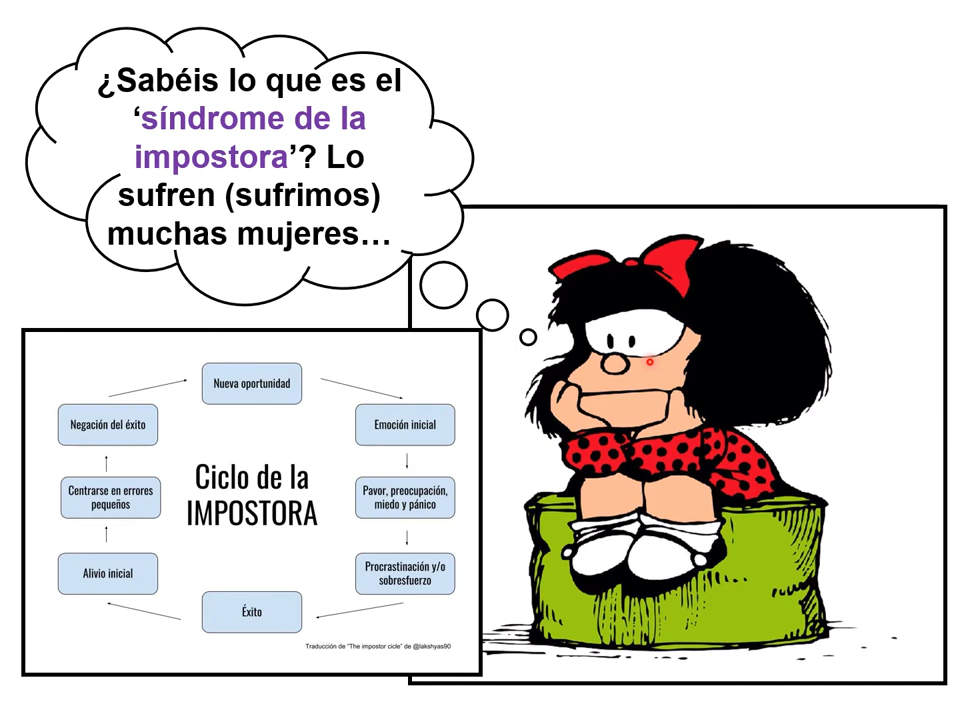 ¿Sabéis lo que es el
‘síndrome de la
impostora’? Lo
sufren (sufrimos)
muchas mujeres…
Nueva oportunidad
Emoción inicial
Pavor, preocupación,
miedo y pánico
Procrastinación y/o
sobresfuerzo
Éxito
Alivio inicial
Centrarse en errores
pequeños
Negación del éxito
Ciclo de la
IMPOSTORA
Traducción de "The impostor cicle" de @lakshyas90